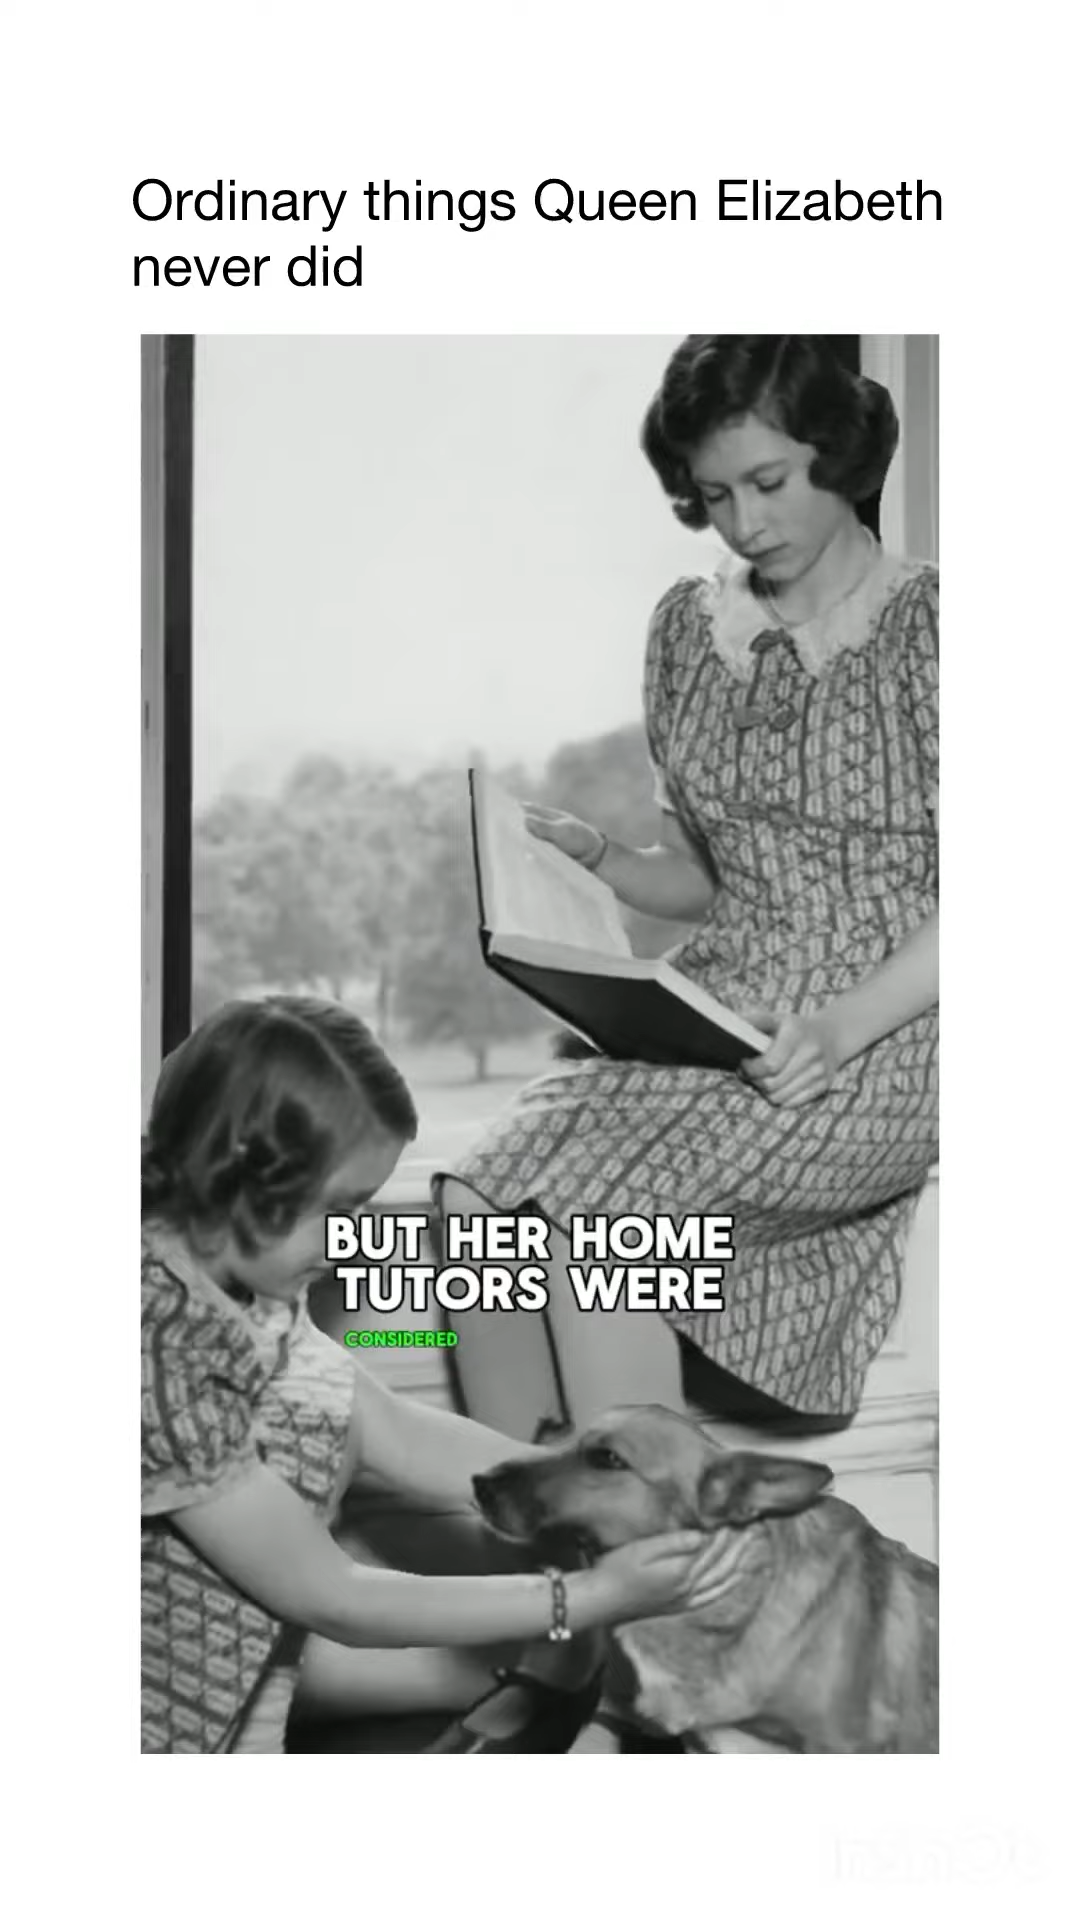 Ordinary things Queen Elizabeth
never did
BUT HER HOME
TUTORS WERE
CONSIDERED